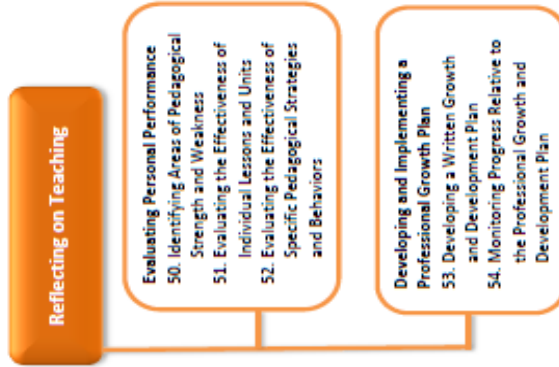 Reflecting on Teaching
Evaluating Personal Performance
50. Identifying Areas of Pedagogical
Strength and Weakness
51. Evaluating the Effectiveness of
Individual Lessons and Units
52. Evaluating the Effectiveness of
Specific Pedagogical Strategies
and Behaviors
Developing and Implementing a
Professional Growth Plan
53. Developing a Written Growth
and Development Plan
54. Monitoring Progress Relative to
the Professional Growth and
Development Plan